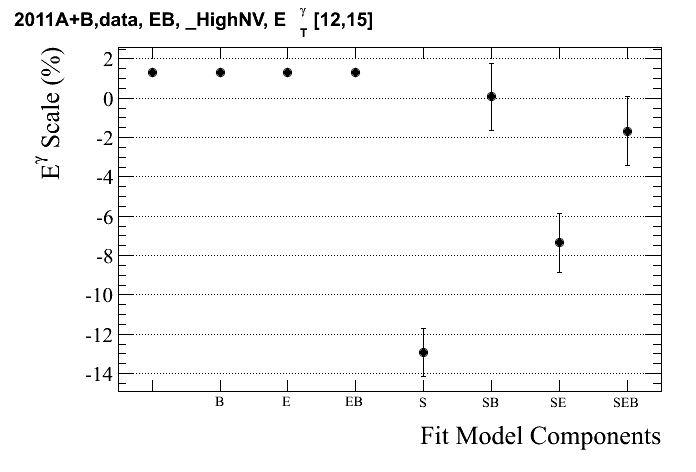 2011A+B,data, EB, _HighNV, E^γ_T [12,15]
E^γ Scale (%)
2
0
-2
-4
-6
-8
-10
-12
-14
B E EB S SB SE SEB
Fit Model Components